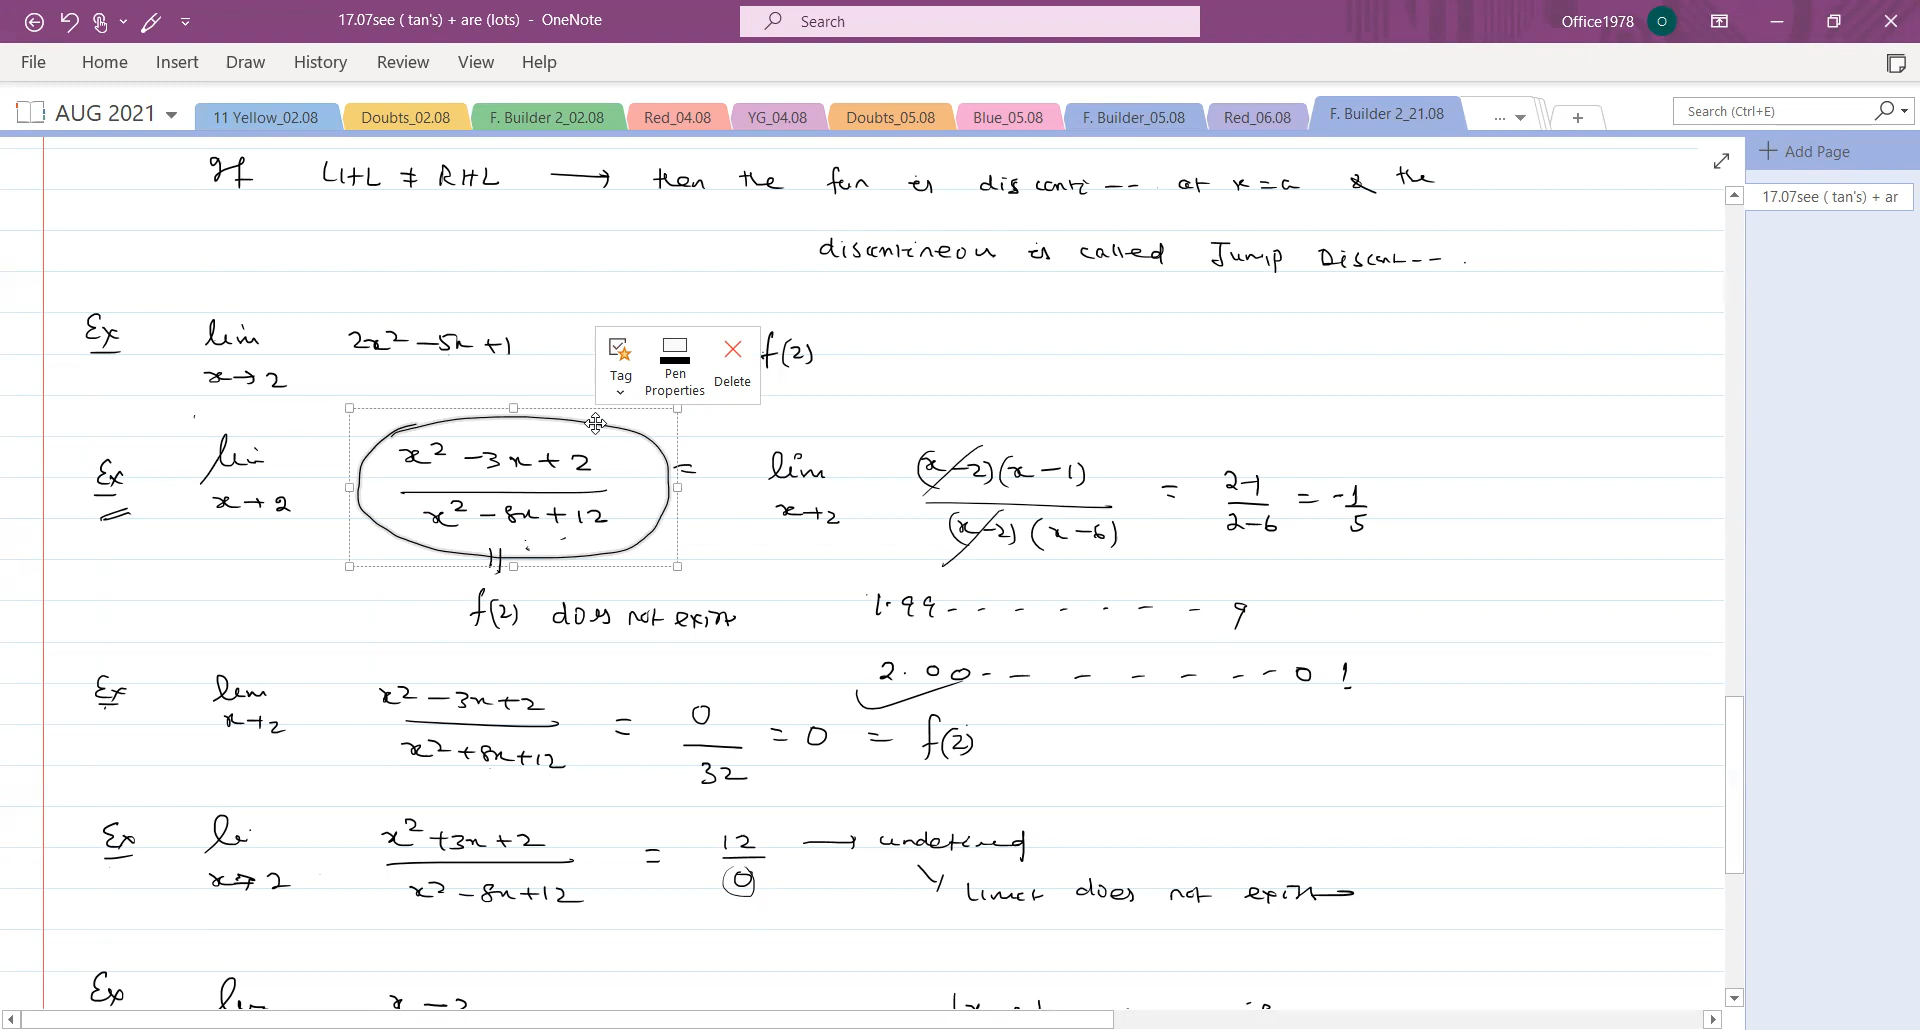 17.07see ( tan's) + are (lots) - OneNote
Search
Office1978 O
File Home Insert Draw History Review View Help
AUG 2021
11 Yellow_02.08 Doubts_02.08 F. Builder 2_02.08 Red_04.08 YG_04.08 Doubts_05.08 Blue_05.08 F. Builder_05.08 Red_06.08 F. Builder 2_21.08 ... +
Search (Ctrl+E)
Add Page
17.07see ( tan's) + ar
If LHL ≠ RHL → then the fun is disconti -- at x = a & the
discontineou is called Jump Discont -- .
Ex lim x→2 2x² -5x +1 f(2)
Tag
Pen Properties
Delete
Ex lim x→2 (x² -3x + 2)/(x² - 8x + 12) = lim x→2 (x-2)(x-1)/(x-2)(x-6) = (2-1)/(2-6) = -1/5
|| f(2) does not exist
1.99 - - - - - - - 9
2.00 - - - - - - - 0 1
Ex lim x→2 (x² - 3x + 2)/(x² + 8x + 12) = 0/32 = 0 = f(2)
Ex li x→2 (x² + 3x + 2)/(x² - 8x + 12) = 12/0 → undefined
limit does not exist
Ex